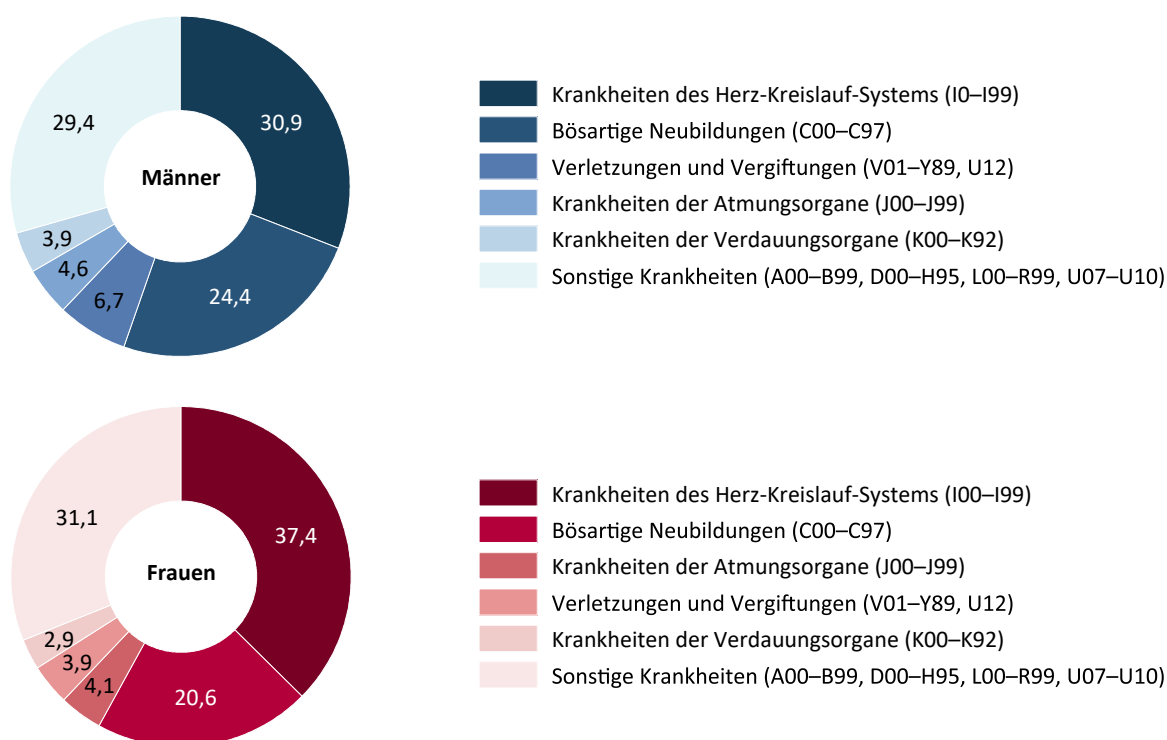 30,9
24,4
6,7
4,6
3,9
29,4
Männer
Krankheiten des Herz-Kreislauf-Systems (I0–I99)
Bösartige Neubildungen (C00–C97)
Verletzungen und Vergiftungen (V01–Y89, U12)
Krankheiten der Atmungsorgane (J00–J99)
Krankheiten der Verdauungsorgane (K00–K92)
Sonstige Krankheiten (A00–B99, D00–H95, L00–R99, U07–U10)
37,4
20,6
4,1
3,9
2,9
31,1
Frauen
Krankheiten des Herz-Kreislauf-Systems (I00–I99)
Bösartige Neubildungen (C00–C97)
Krankheiten der Atmungsorgane (J00–J99)
Verletzungen und Vergiftungen (V01–Y89, U12)
Krankheiten der Verdauungsorgane (K00–K92)
Sonstige Krankheiten (A00–B99, D00–H95, L00–R99, U07–U10)